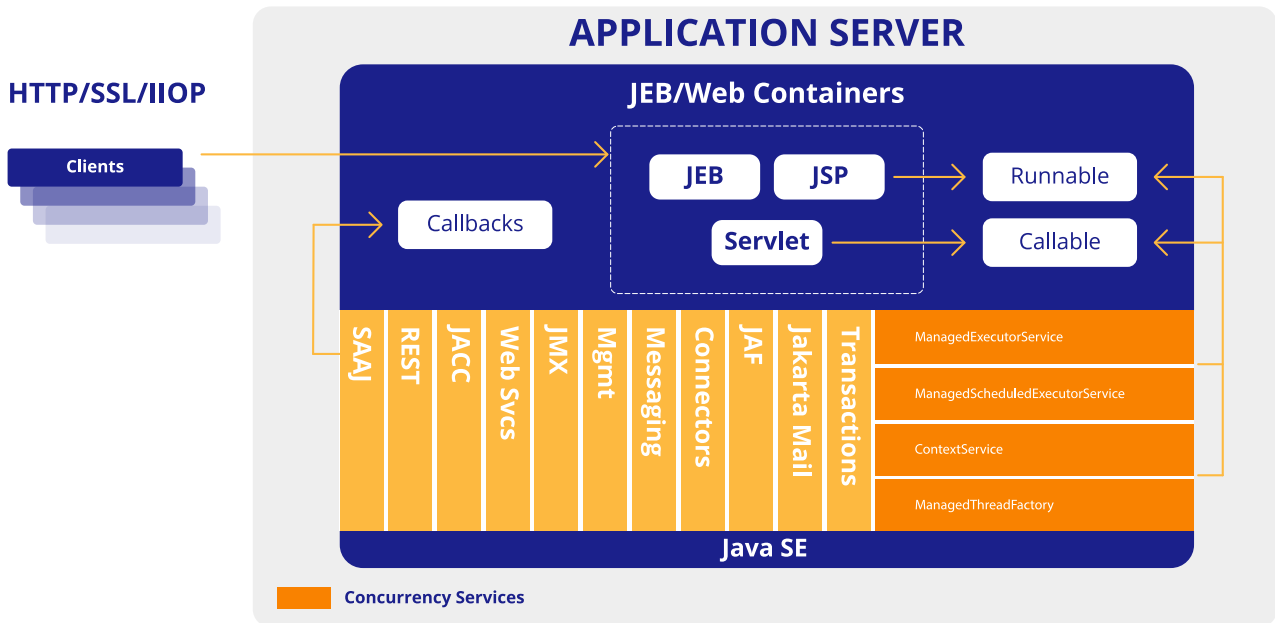 APPLICATION SERVER
HTTP/SSL/IIOP
JEB/Web Containers
Clients
JEB
JSP
Runnable
Callbacks
Servlet
Callable
SAAJ
REST
JACC
Web Svcs
JMX
Mgmt
Messaging
Connectors
JAF
Jakarta Mail
Transactions
ManagedExecutorService
ManagedScheduledExecutorService
ContextService
ManagedThreadFactory
Java SE
Concurrency Services